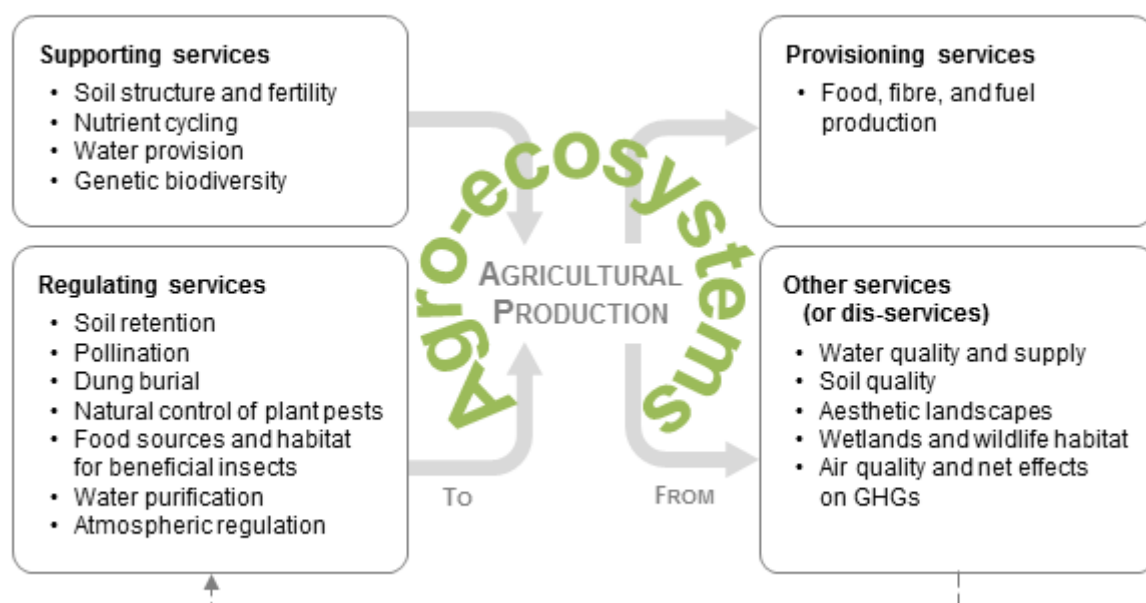 Supporting services
• Soil structure and fertility
• Nutrient cycling
• Water provision
• Genetic biodiversity
Regulating services
• Soil retention
• Pollination
• Dung burial
• Natural control of plant pests
• Food sources and habitat
for beneficial insects
• Water purification
• Atmospheric regulation
Agro-ecosystems
AGRICULTURAL
PRODUCTION
TO
FROM
Provisioning services
• Food, fibre, and fuel
production
Other services
(or dis-services)
• Water quality and supply
• Soil quality
• Aesthetic landscapes
• Wetlands and wildlife habitat
• Air quality and net effects
on GHGs